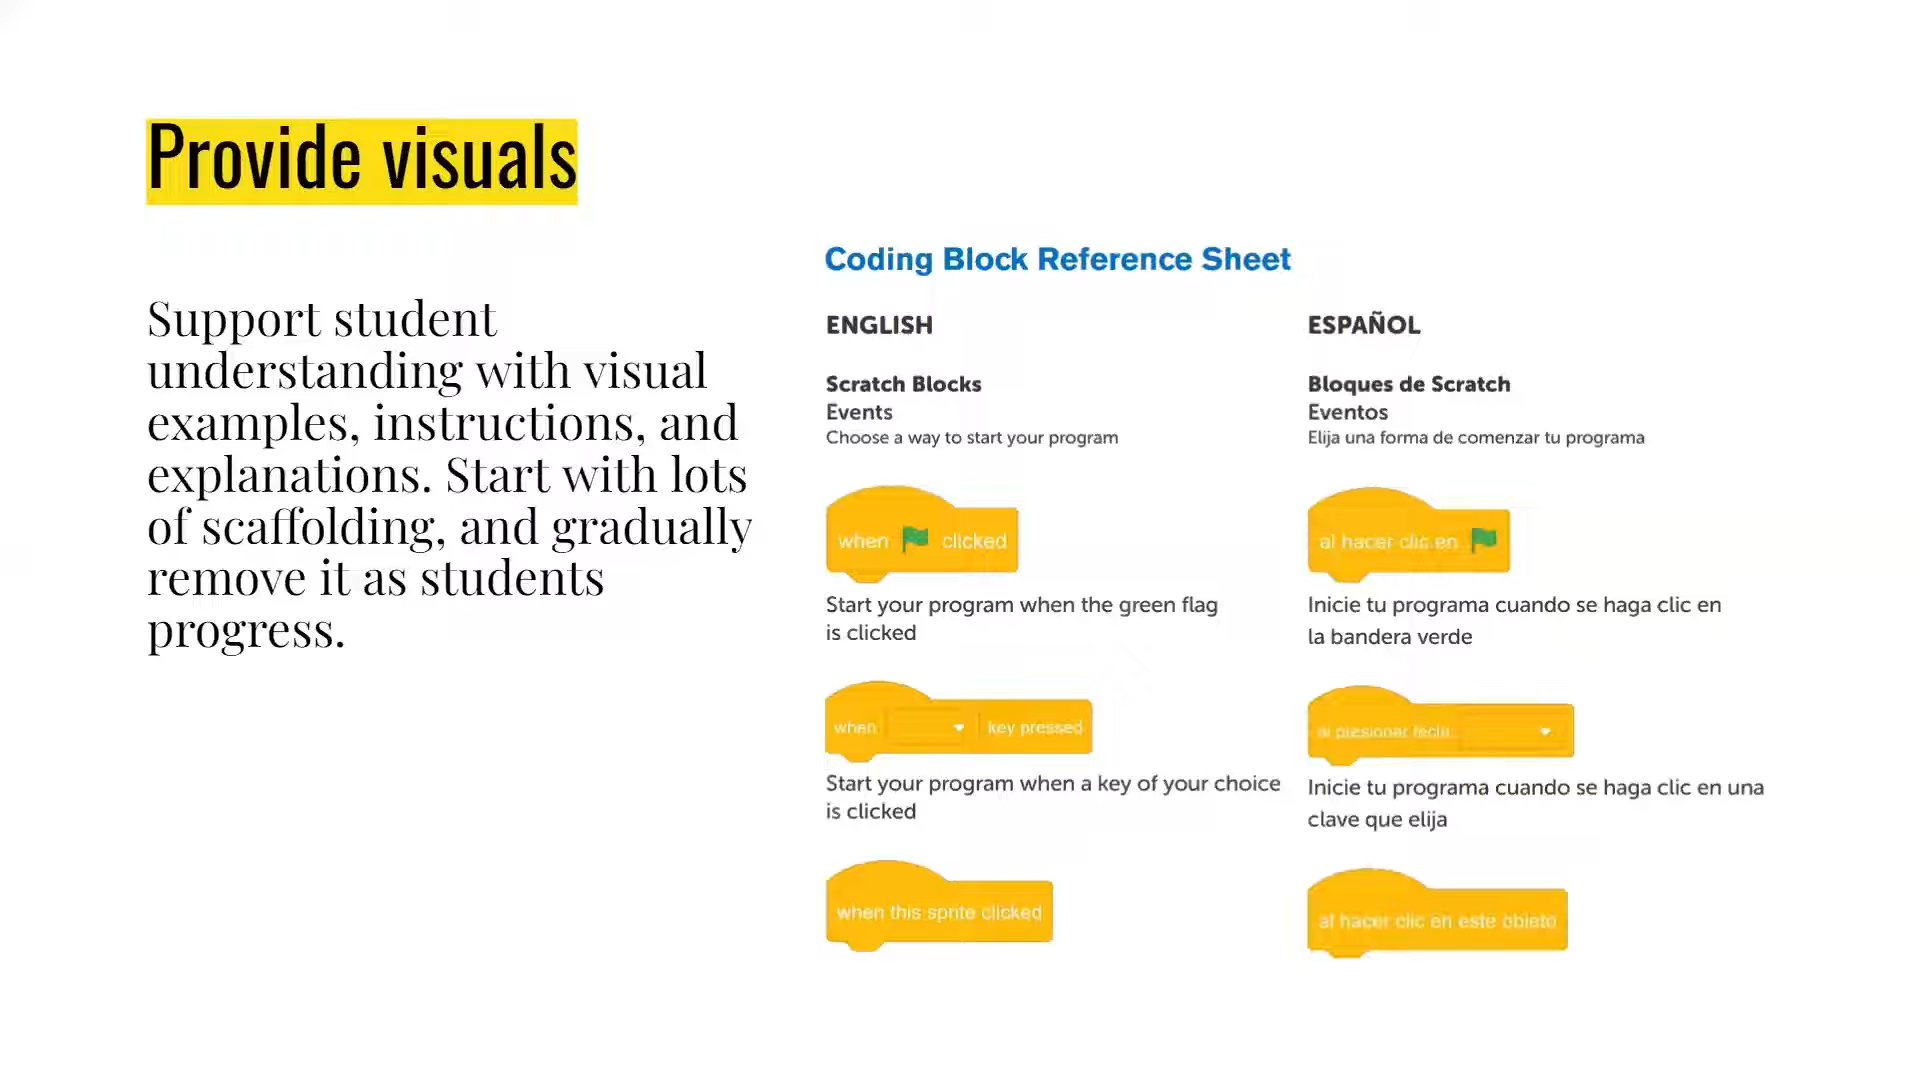 Provide visuals
Support student
understanding with visual
examples, instructions, and
explanations. Start with lots
of scaffolding, and gradually
remove it as students
progress.
Coding Block Reference Sheet
ENGLISH
Scratch Blocks
Events
Choose a way to start your program
when clicked
Start your program when the green flag
is clicked
when key pressed
Start your program when a key of your choice
is clicked
when this sprite clicked
ESPAÑOL
Bloques de Scratch
Eventos
Elija una forma de comenzar tu programa
al hacer clic en
Inicie tu programa cuando se haga clic en
la bandera verde
al presionar tecla
Inicie tu programa cuando se haga clic en una
clave que elija
al hacer clic en este objeto